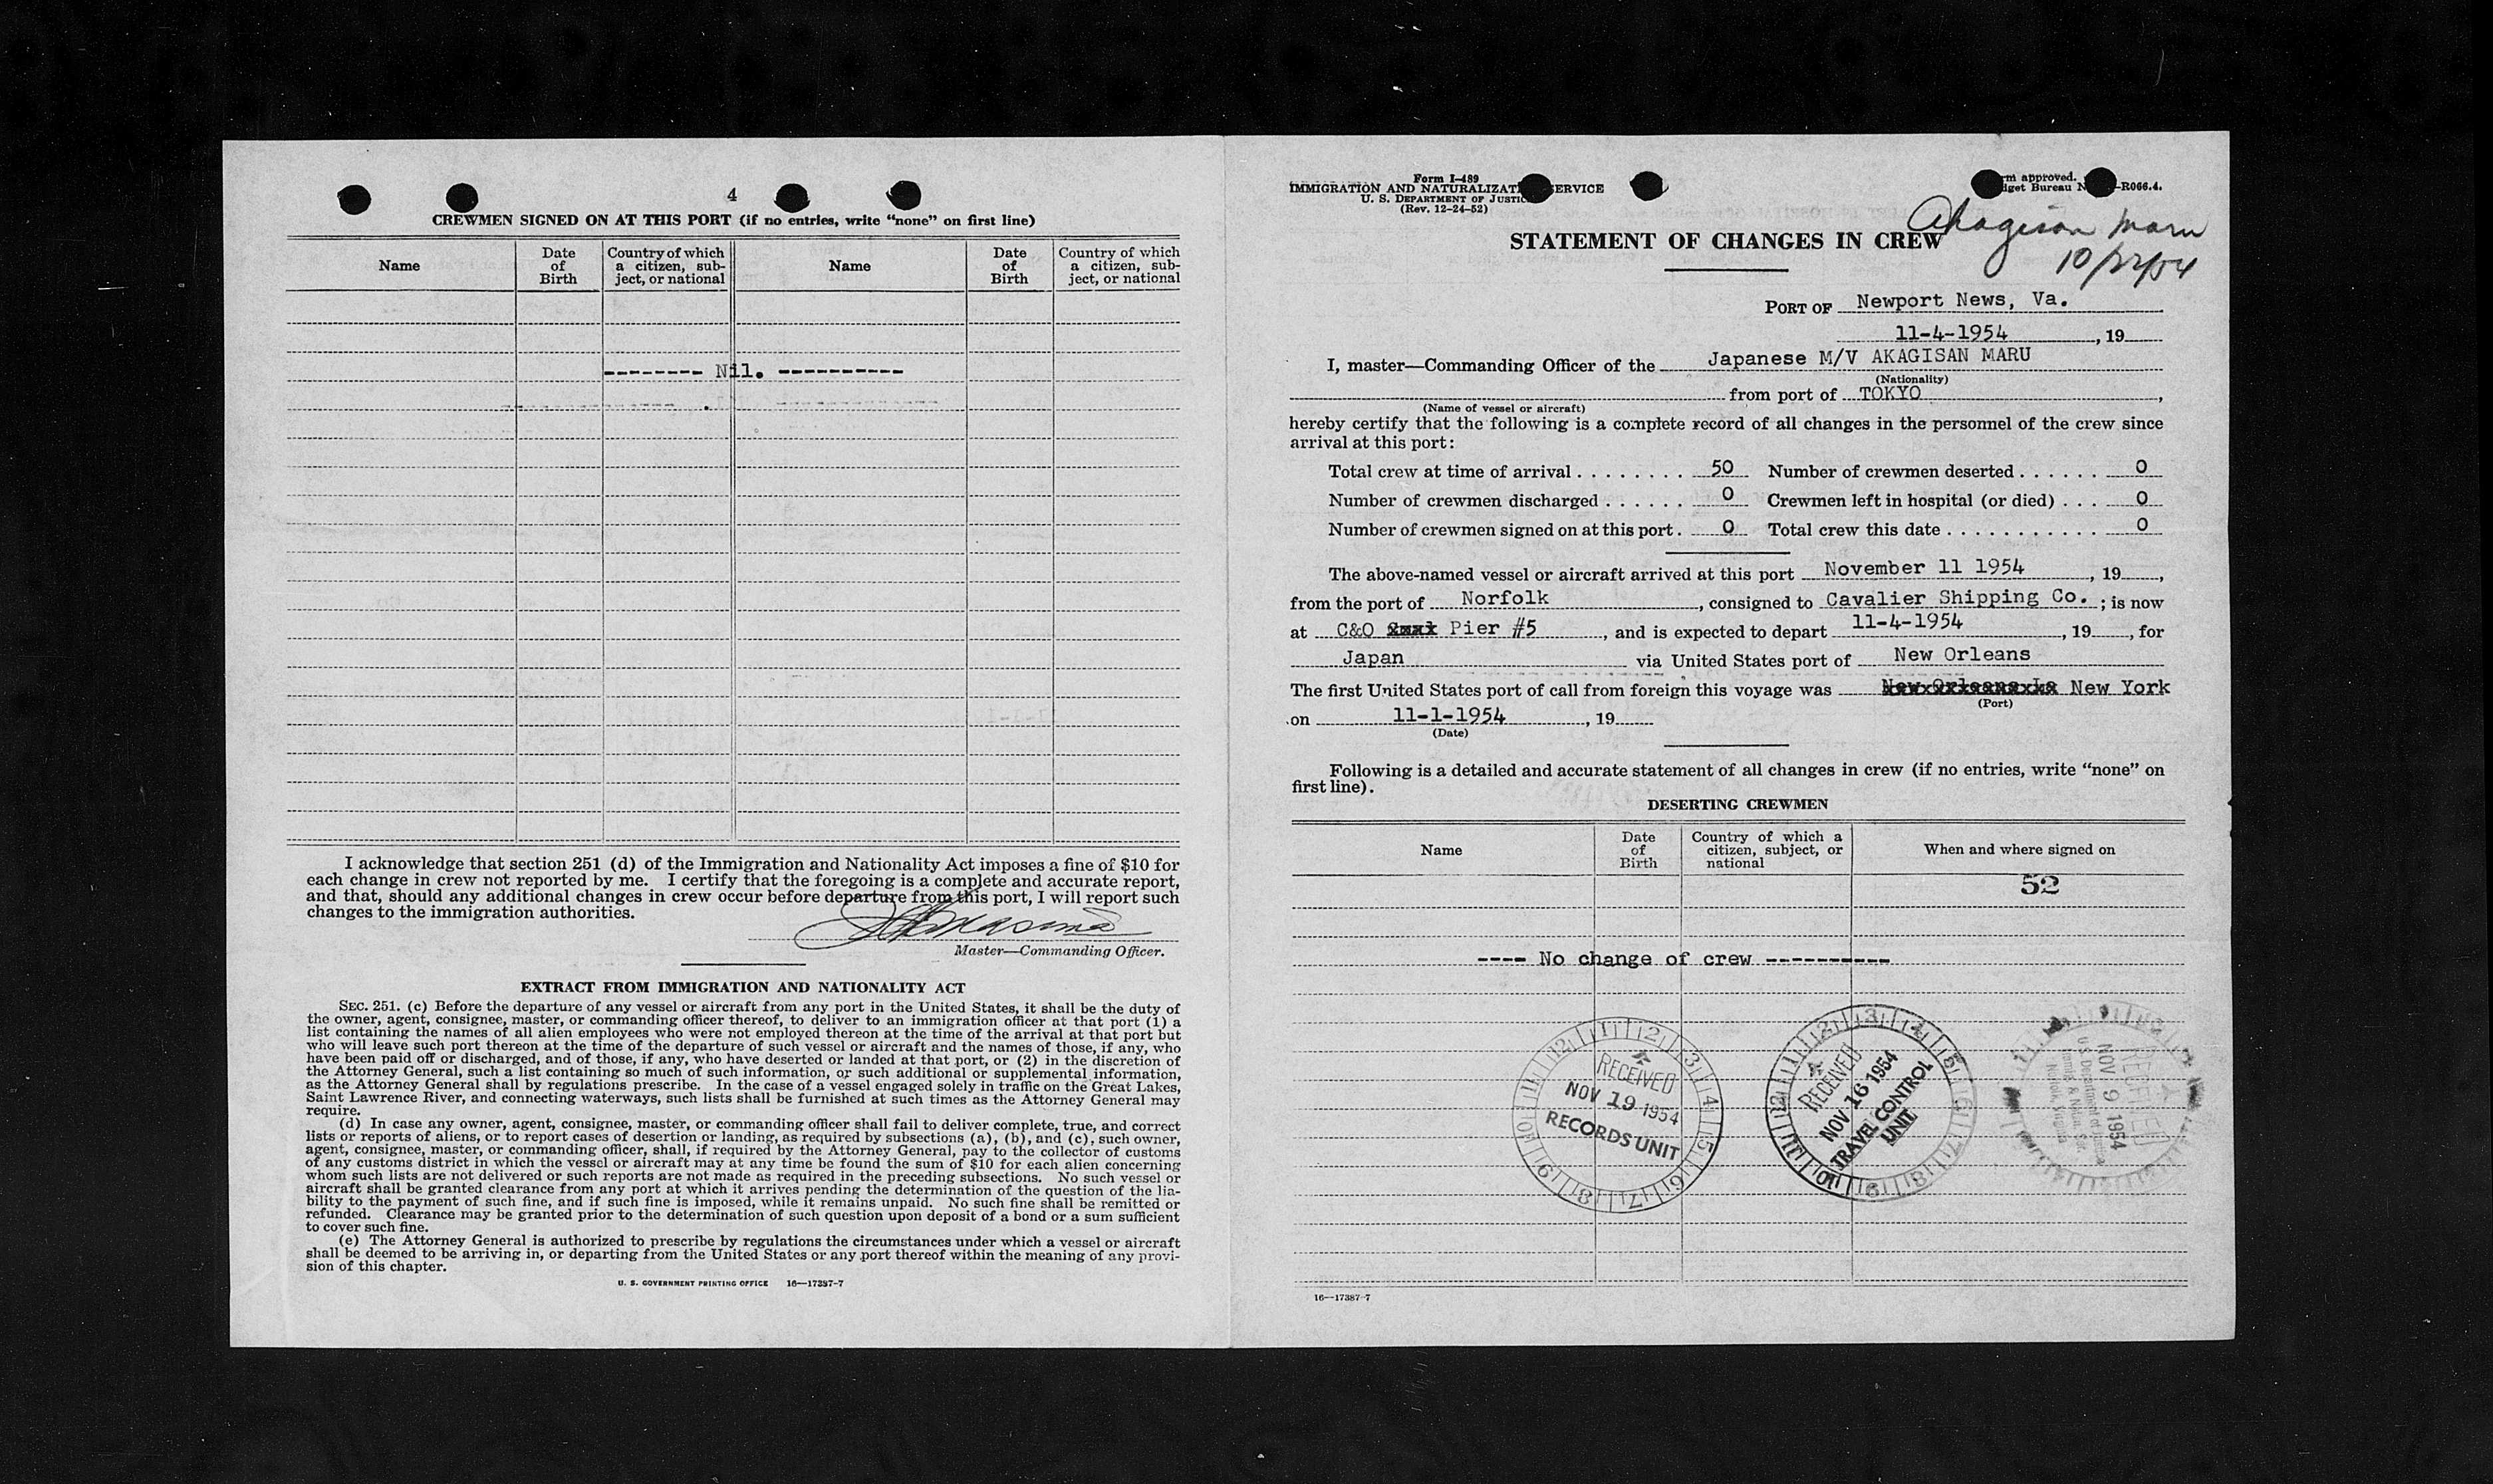 4
CREWMEN SIGNED ON AT THIS PORT (if no entries, write “none” on first line)
Name
Date of Birth
Country of which a citizen, subject, or national
Name
Date of Birth
Country of which a citizen, subject, or national
-------- Nil. ----------
I acknowledge that section 251 (d) of the Immigration and Nationality Act imposes a fine of $10 for
each change in crew not reported by me. I certify that the foregoing is a complete and accurate report,
and that, should any additional changes in crew occur before departure from this port, I will report such
changes to the immigration authorities.
Master—Commanding Officer.
EXTRACT FROM IMMIGRATION AND NATIONALITY ACT
SEC. 251. (c) Before the departure of any vessel or aircraft from any port in the United States, it shall be the duty of
the owner, agent, consignee, master, or commanding officer thereof, to deliver to an immigration officer at that port (1) a
list containing the names of all alien employees who were not employed thereon at the time of the arrival at that port but
who will leave such port thereon at the time of the departure of such vessel or aircraft and the names of those, if any, who
have been paid off or discharged, and of those, if any, who have deserted or landed at that port, or (2) in the discretion of
the Attorney General, such a list containing so much of such information, or such additional or supplemental information,
as the Attorney General shall by regulations prescribe. In the case of a vessel engaged solely in traffic on the Great Lakes,
Saint Lawrence River, and connecting waterways, such lists shall be furnished at such times as the Attorney General may
require.
(d) In case any owner, agent, consignee, master, or commanding officer shall fail to deliver complete, true, and correct
lists or reports of aliens, or to report cases of desertion or landing, as required by subsections (a), (b), and (c), such owner,
agent, consignee, master, or commanding officer, shall, if required by the Attorney General, pay to the collector of customs
of any customs district in which the vessel or aircraft may at any time be found the sum of $10 for each alien concerning
whom such lists are not delivered or such reports are not made as required in the preceding subsections. No such vessel or
aircraft shall be granted clearance from any port at which it arrives pending the determination of the question of the lia-
bility to the payment of such fine, and if such fine is imposed, while it remains unpaid. No such fine shall be remitted or
refunded. Clearance may be granted prior to the determination of such question upon deposit of a bond or a sum sufficient
to cover such fine.
(e) The Attorney General is authorized to prescribe by regulations the circumstances under which a vessel or aircraft
shall be deemed to be arriving in, or departing from the United States or any port thereof within the meaning of any provi-
sion of this chapter.
U. S. GOVERNMENT PRINTING OFFICE 16—17387-7
Form I-489
IMMIGRATION AND NATURALIZAT ERVICE
U. S. DEPARTMENT OF JUSTIC
(Rev. 12-24-52)
rm approved.
dget Bureau N -R066.4.
Akagisan Maru
10/22/54
STATEMENT OF CHANGES IN CREW
PORT OF Newport News, Va.
11-4-1954, 19
I, master—Commanding Officer of the Japanese M/V AKAGISAN MARU
(Nationality)
from port of TOKYO,
(Name of vessel or aircraft)
hereby certify that the following is a complete record of all changes in the personnel of the crew since
arrival at this port:
Total crew at time of arrival . . . . . . . . 50 Number of crewmen deserted . . . . . . 0
Number of crewmen discharged . . . . . . 0 Crewmen left in hospital (or died) . . . 0
Number of crewmen signed on at this port . 0 Total crew this date . . . . . . . . . . . 0
The above-named vessel or aircraft arrived at this port November 11 1954, 19,
from the port of Norfolk, consigned to Cavalier Shipping Co.; is now
at C&O Pier #5, and is expected to depart 11-4-1954, 19, for
Japan via United States port of New Orleans
The first United States port of call from foreign this voyage was New Orleans La New York
(Port)
on 11-1-1954, 19
(Date)
Following is a detailed and accurate statement of all changes in crew (if no entries, write “none” on
first line).
DESERTING CREWMEN
Name
Date of Birth
Country of which a citizen, subject, or national
When and where signed on
52
---- No change of crew ----------
RECEIVED
NOV 19 1954
RECORDS UNIT
RECEIVED
NOV 16 1954
TRAVEL CONTROL
UNIT
RECEIVED
NOV 9 1954
U.S. Department of Justice
Immig. & Natz. Ser.
Norfolk, Virginia
16—17387-7